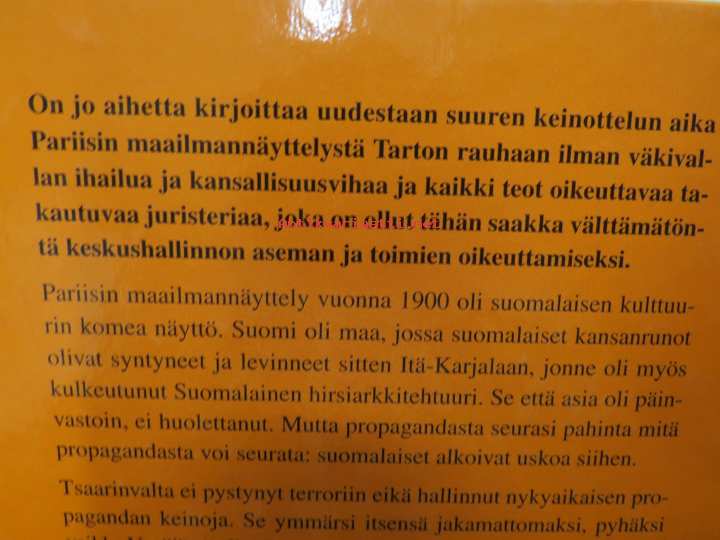 On jo aihetta kirjoittaa uudestaan suuren keinottelun aika
Pariisin maailmannäyttelystä Tarton rauhaan ilman väkival-
lan ihailua ja kansallisuusvihaa ja kaikki teot oikeuttavaa ta-
kautuvaa juristeriaa, joka on ollut tähän saakka välttämätön-
tä keskushallinnon aseman ja toimien oikeuttamiseksi.
Pariisin maailmannäyttely vuonna 1900 oli suomalaisen kulttuu-
rin komea näyttö. Suomi oli maa, jossa suomalaiset kansanrunot
olivat syntyneet ja levinneet sitten Itä-Karjalaan, jonne oli myös
kulkeutunut Suomalainen hirsiarkkitehtuuri. Se että asia oli päin-
vastoin, ei huolettanut. Mutta propagandasta seurasi pahinta mitä
propagandasta voi seurata: suomalaiset alkoivat uskoa siihen.
Tsaarinvalta ei pystynyt terroriin eikä hallinnut nykyaikaisen pro-
pagandan keinoja. Se ymmärsi itsensä jakamattomaksi, pyhäksi